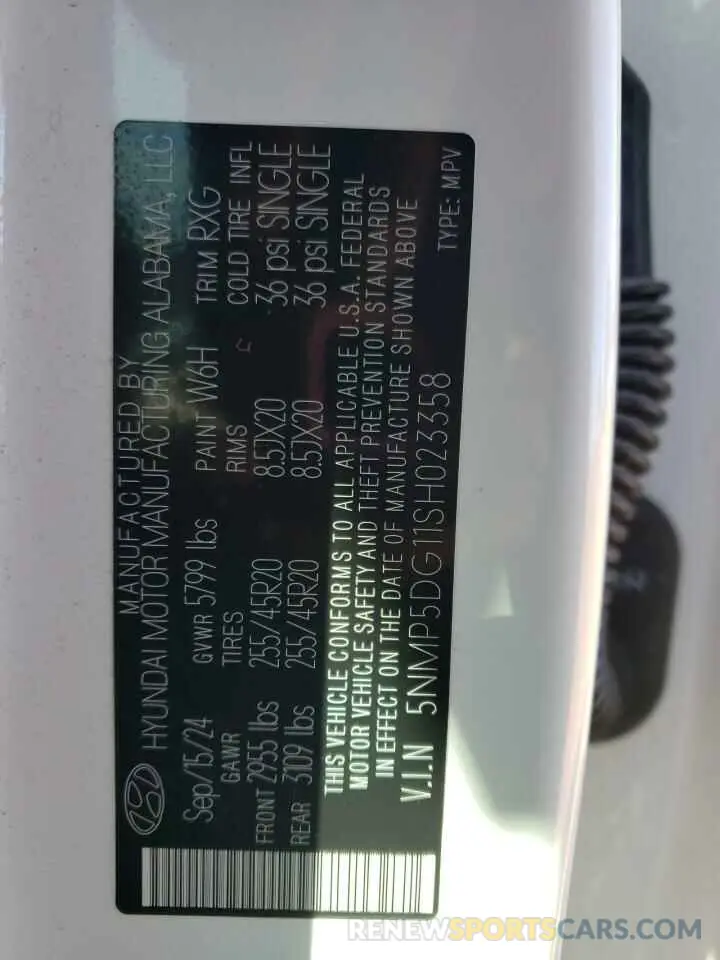 MANUFACTURED BY
HYUNDAI MOTOR MANUFACTURING ALABAMA, LLC
Sep/15/24 GVWR 5799 lbs PAINT W6H TRIM RXG
GAWR TIRES RIMS COLD TIRE INFL
FRONT 2955 lbs 255/45R20 8.5JX20 36 psi SINGLE
REAR 3109 lbs 255/45R20 8.5JX20 36 psi SINGLE
THIS VEHICLE CONFORMS TO ALL APPLICABLE U.S.A. FEDERAL
MOTOR VEHICLE SAFETY AND THEFT PREVENTION STANDARDS
IN EFFECT ON THE DATE OF MANUFACTURE SHOWN ABOVE
V.I.N 5NMP5DG11SH023358 TYPE: MPV
RENEWSPORTSCARS.COM